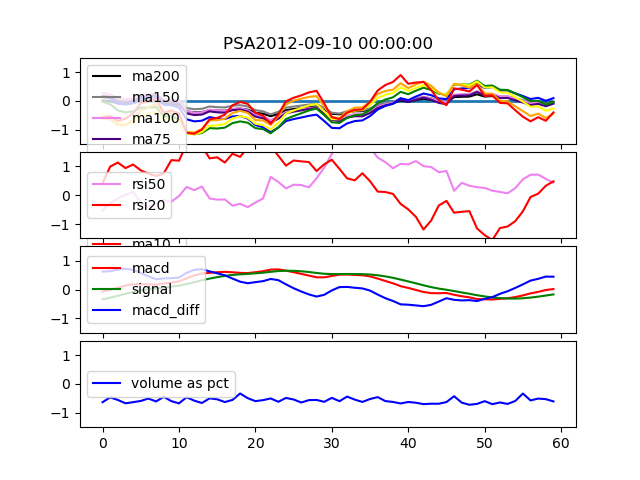 PSA2012-09-10 00:00:00
1
0
−1
ma200
ma150
ma100
ma75
ma10
1
0
−1
rsi50
rsi20
1
0
−1
macd
signal
macd_diff
1
0
−1
volume as pct
0 10 20 30 40 50 60